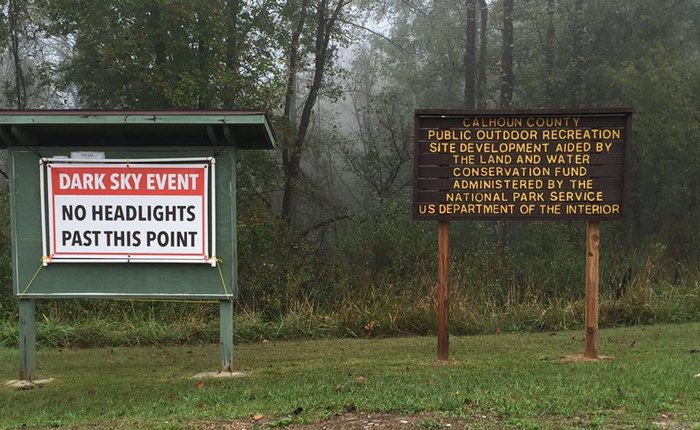 DARK SKY EVENT
NO HEADLIGHTS
PAST THIS POINT
CALHOUN COUNTY
PUBLIC OUTDOOR RECREATION
SITE DEVELOPMENT AIDED BY
THE LAND AND WATER
CONSERVATION FUND
ADMINISTERED BY THE
NATIONAL PARK SERVICE
US DEPARTMENT OF THE INTERIOR